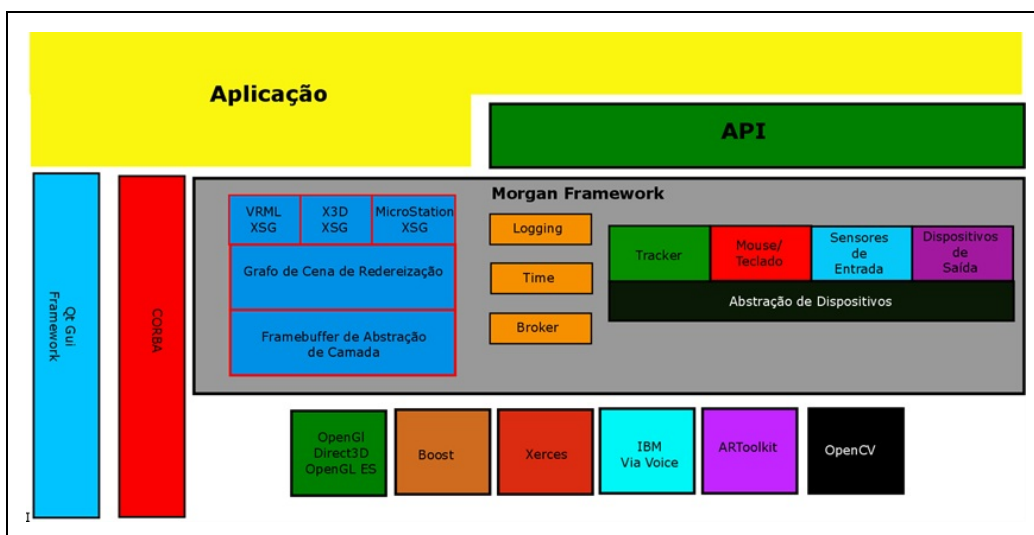 Aplicação
API
Morgan Framework
VRML
XSG
X3D
XSG
MicroStation
XSG
Grafo de Cena de Redereização
Framebuffer de Abstração
de Camada
Logging
Time
Broker
Tracker
Mouse/
Teclado
Sensores
de
Entrada
Dispositivos
de
Saída
Abstração de Dispositivos
Qt Gui
Framework
CORBA
OpenGl
Direct3D
OpenGL ES
Boost
Xerces
IBM
Via Voice
ARToolkit
OpenCV
I